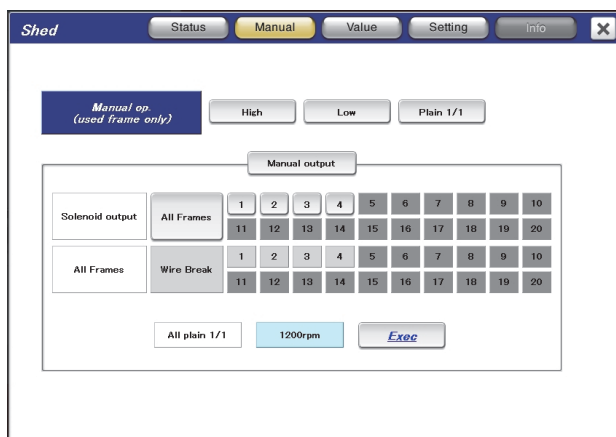 Shed Status Manual Value Setting Info
Manual op.
(used frame only)
High Low Plain 1/1
Manual output
Solenoid output All Frames 1 2 3 4 5 6 7 8 9 10
11 12 13 14 15 16 17 18 19 20
All Frames Wire Break 1 2 3 4 5 6 7 8 9 10
11 12 13 14 15 16 17 18 19 20
All plain 1/1 1200rpm Exec